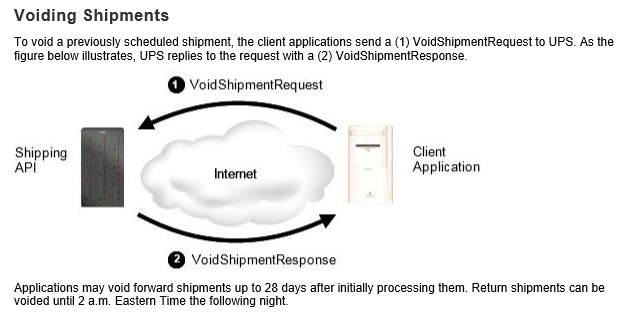 Voiding Shipments
To void a previously scheduled shipment, the client applications send a (1) VoidShipmentRequest to UPS. As the
figure below illustrates, UPS replies to the request with a (2) VoidShipmentResponse.
1 VoidShipmentRequest
Shipping
API
Internet
Client
Application
2 VoidShipmentResponse
Applications may void forward shipments up to 28 days after initially processing them. Return shipments can be
voided until 2 a.m. Eastern Time the following night.